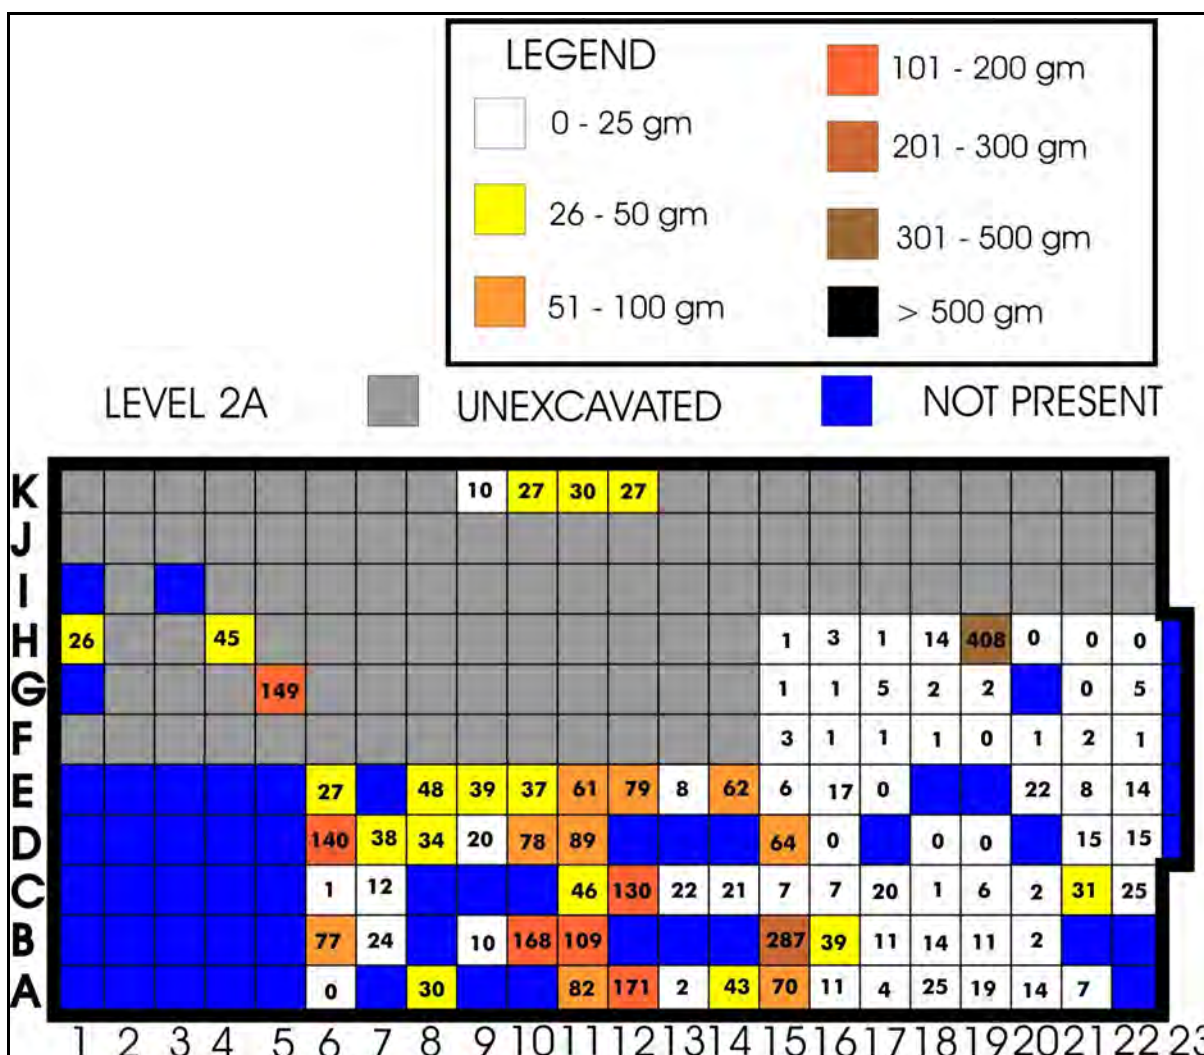 LEGEND
0 - 25 gm
26 - 50 gm
51 - 100 gm
101 - 200 gm
201 - 300 gm
301 - 500 gm
> 500 gm
LEVEL 2A UNEXCAVATED NOT PRESENT
K 10 27 30 27
J
I
H 26 45 1 3 1 14 408 0 0 0
G 149 1 1 5 2 2 0 5
F 3 1 1 1 0 1 2 1
E 27 48 39 37 61 79 8 62 6 17 0 22 8 14
D 140 38 34 20 78 89 64 0 0 0 15 15
C 1 12 46 130 22 21 7 7 20 1 6 2 31 25
B 77 24 10 168 109 287 39 11 14 11 2
A 0 30 82 171 2 43 70 11 4 25 19 14 7
1 2 3 4 5 6 7 8 9 10 11 12 13 14 15 16 17 18 19 20 21 22 23